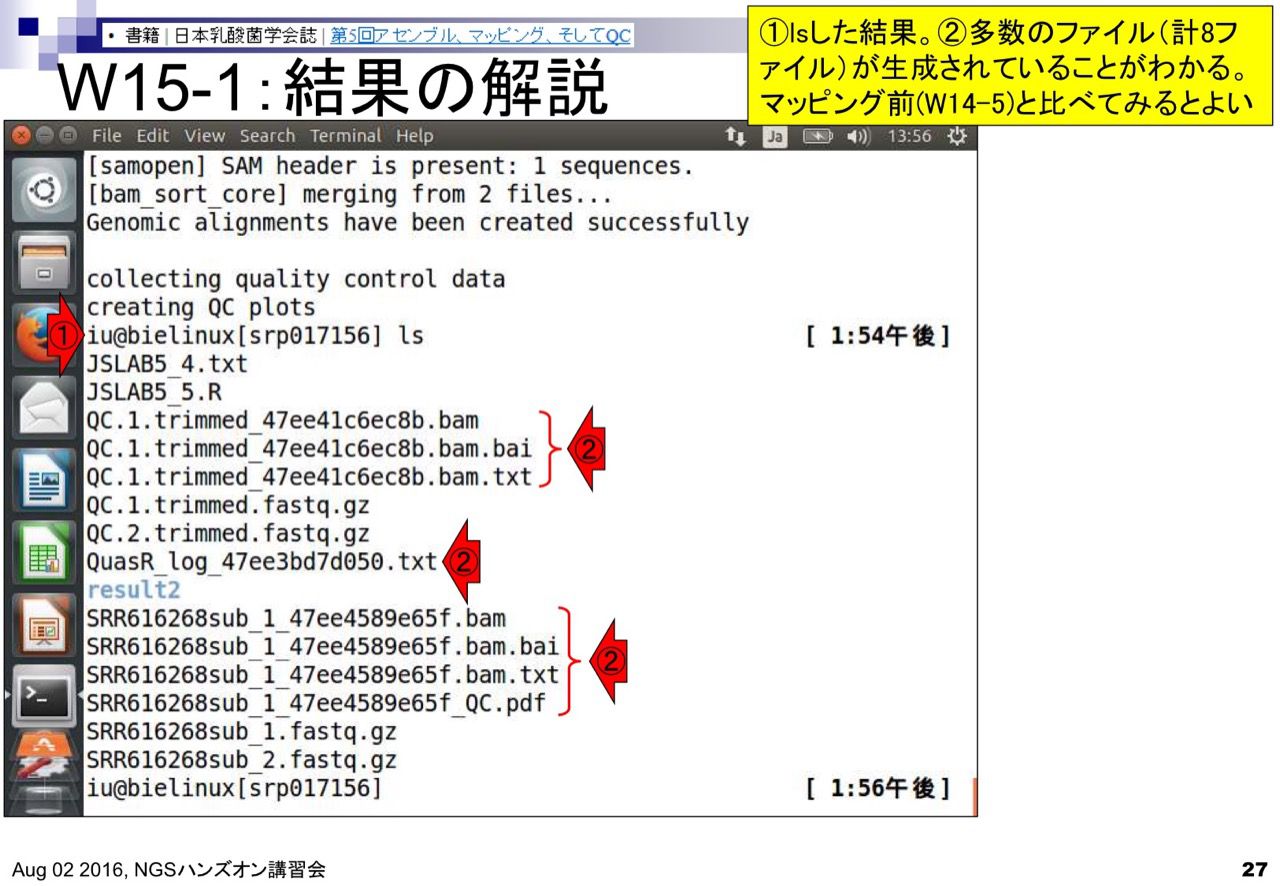 • 書籍 | 日本乳酸菌学会誌 | 第5回アセンブル、マッピング、そしてQC
①lsした結果。②多数のファイル(計8フ
ァイル)が生成されていることがわかる。
マッピング前(W14-5)と比べてみるとよい
W15-1:結果の解説
File Edit View Search Terminal Help
Ja 13:56
[samopen] SAM header is present: 1 sequences.
[bam_sort_core] merging from 2 files...
Genomic alignments have been created successfully
collecting quality control data
creating QC plots
① iu@bielinux[srp017156] ls [ 1:54午後]
JSLAB5_4.txt
JSLAB5_5.R
QC.1.trimmed_47ee41c6ec8b.bam
QC.1.trimmed_47ee41c6ec8b.bam.bai ②
QC.1.trimmed_47ee41c6ec8b.bam.txt
QC.1.trimmed.fastq.gz
QC.2.trimmed.fastq.gz
QuasR_log_47ee3bd7d050.txt ②
result2
SRR616268sub_1_47ee4589e65f.bam
SRR616268sub_1_47ee4589e65f.bam.bai ②
SRR616268sub_1_47ee4589e65f.bam.txt
SRR616268sub_1_47ee4589e65f_QC.pdf
SRR616268sub_1.fastq.gz
SRR616268sub_2.fastq.gz
iu@bielinux[srp017156] [ 1:56午後]
Aug 02 2016, NGSハンズオン講習会
27